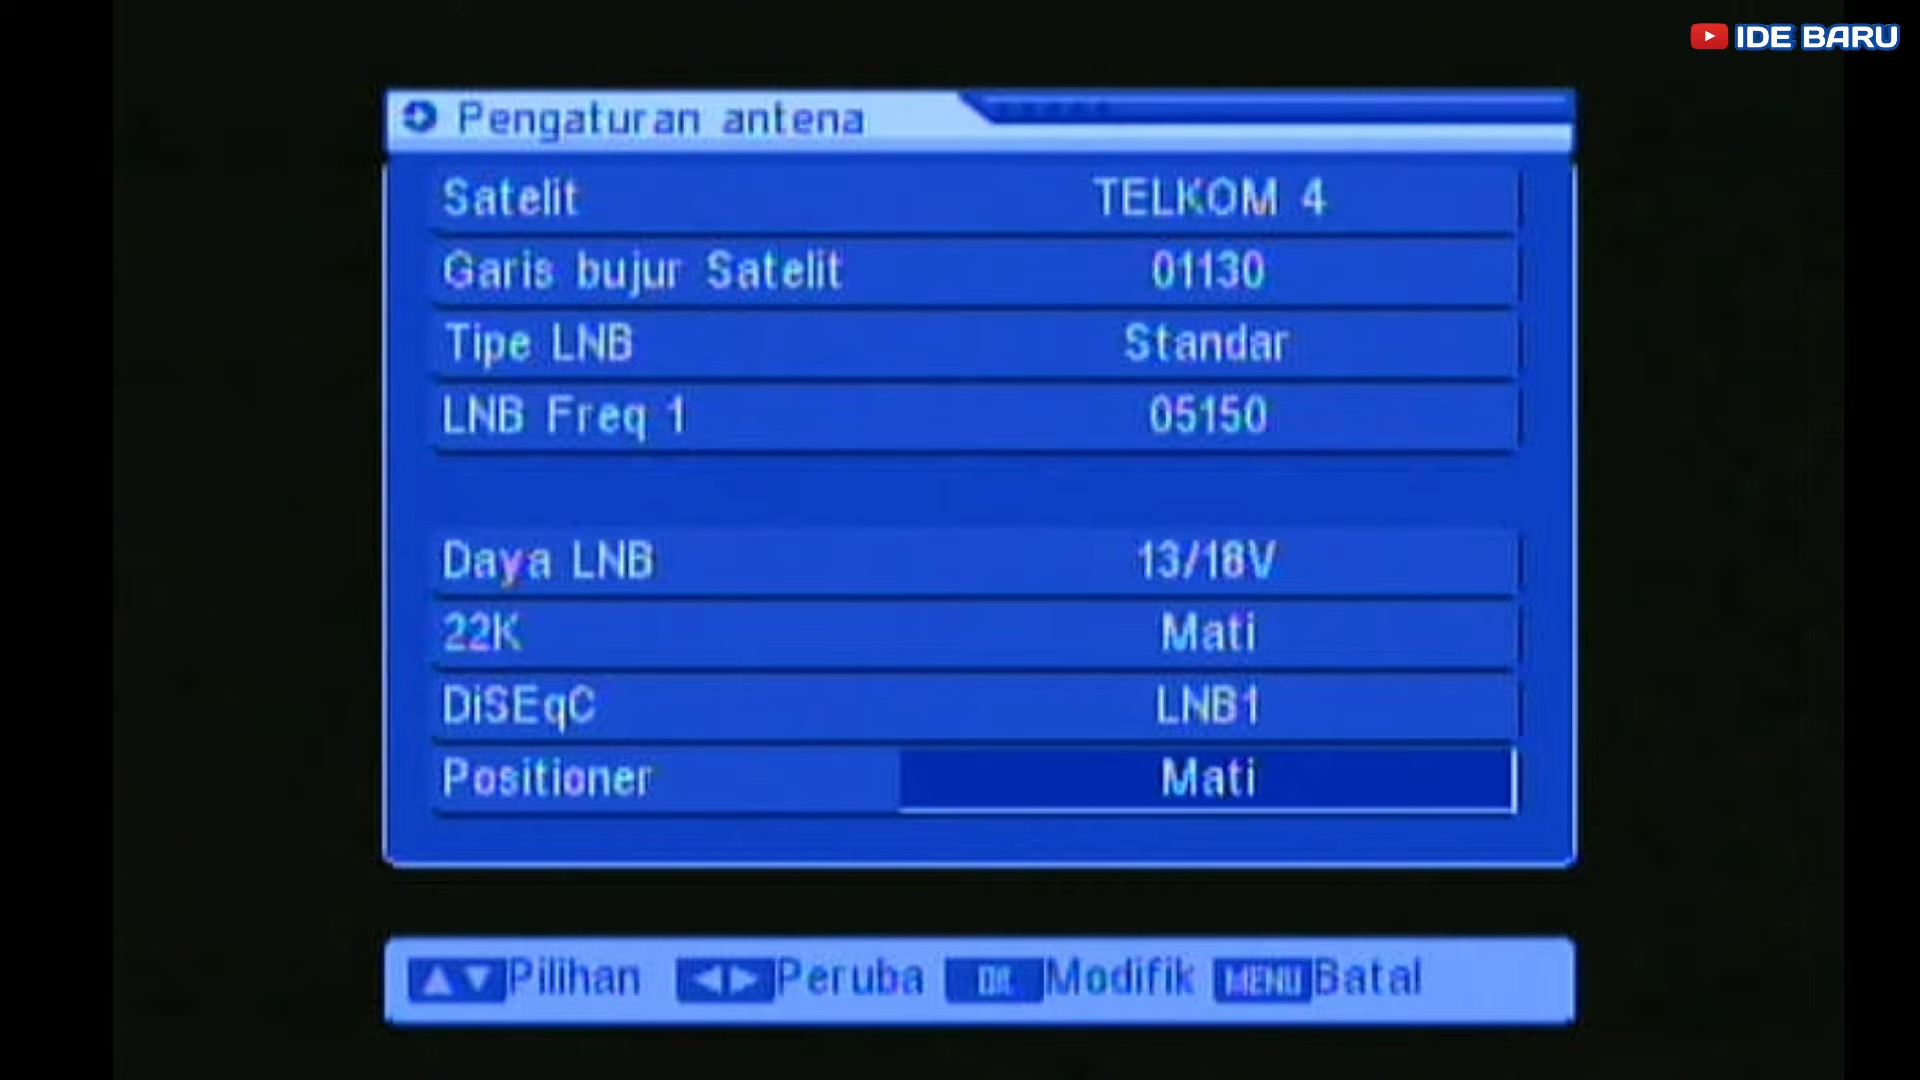 IDE BARU
Pengaturan antena
Satelit TELKOM 4
Garis bujur Satelit 01130
Tipe LNB Standar
LNB Freq 1 05150
Daya LNB 13/18V
22K Mati
DiSEqC LNB1
Positioner Mati
Pilihan Peruba OK Modifik MENU Batal